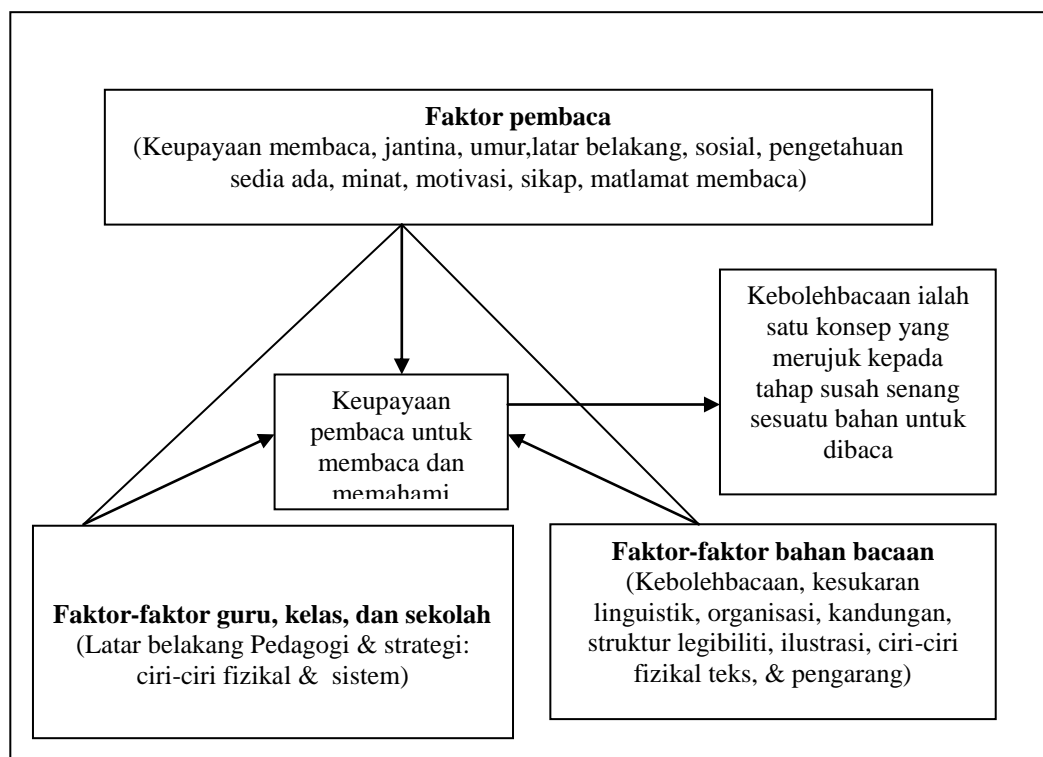 Faktor pembaca
(Keupayaan membaca, jantina, umur,latar belakang, sosial, pengetahuan
sedia ada, minat, motivasi, sikap, matlamat membaca)
Kebolehbacaan ialah
satu konsep yang
merujuk kepada
tahap susah senang
sesuatu bahan untuk
dibaca
Keupayaan
pembaca untuk
membaca dan
memahami
Faktor-faktor guru, kelas, dan sekolah
(Latar belakang Pedagogi & strategi:
ciri-ciri fizikal & sistem)
Faktor-faktor bahan bacaan
(Kebolehbacaan, kesukaran
linguistik, organisasi, kandungan,
struktur legibiliti, ilustrasi, ciri-ciri
fizikal teks, & pengarang)